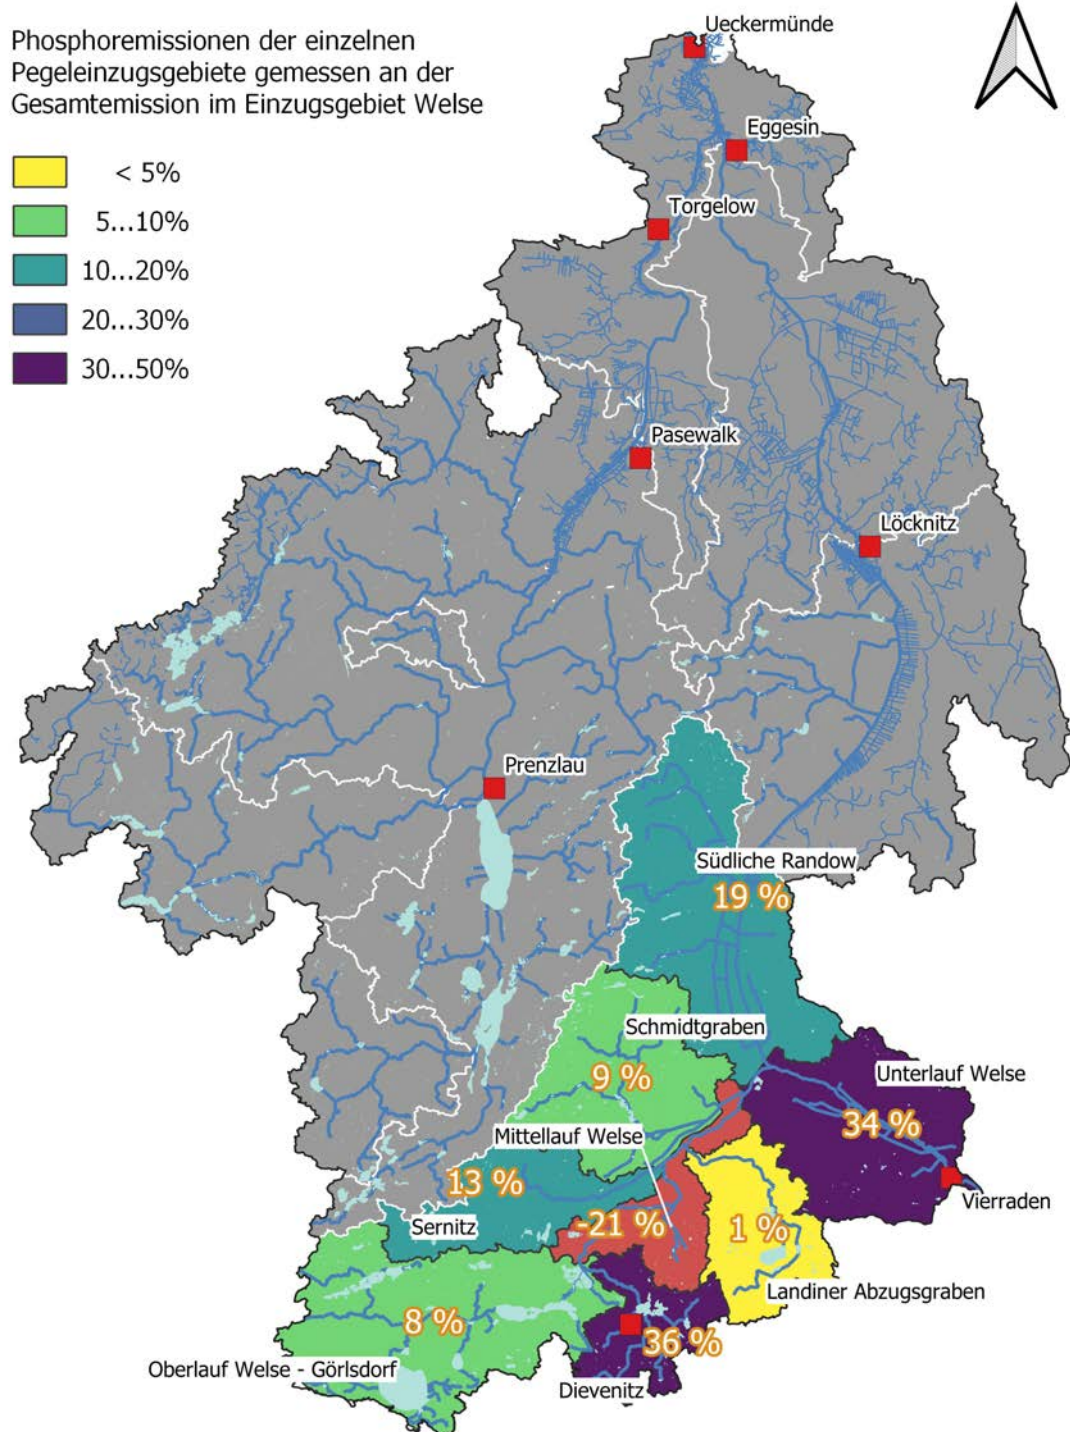 Phosphoremissionen der einzelnen
Pegeleinzugsgebiete gemessen an der
Gesamtemission im Einzugsgebiet Welse
< 5%
5...10%
10...20%
20...30%
30...50%
Ueckermünde
Eggesin
Torgelow
Pasewalk
Löcknitz
Prenzlau
Südliche Randow
19 %
Schmidtgraben
9 %
Unterlauf Welse
34 %
Mittellauf Welse
13 %
Vierraden
Sernitz
-21 %
1 %
Landiner Abzugsgraben
8 %
36 %
Oberlauf Welse - Görlsdorf
Dievenitz